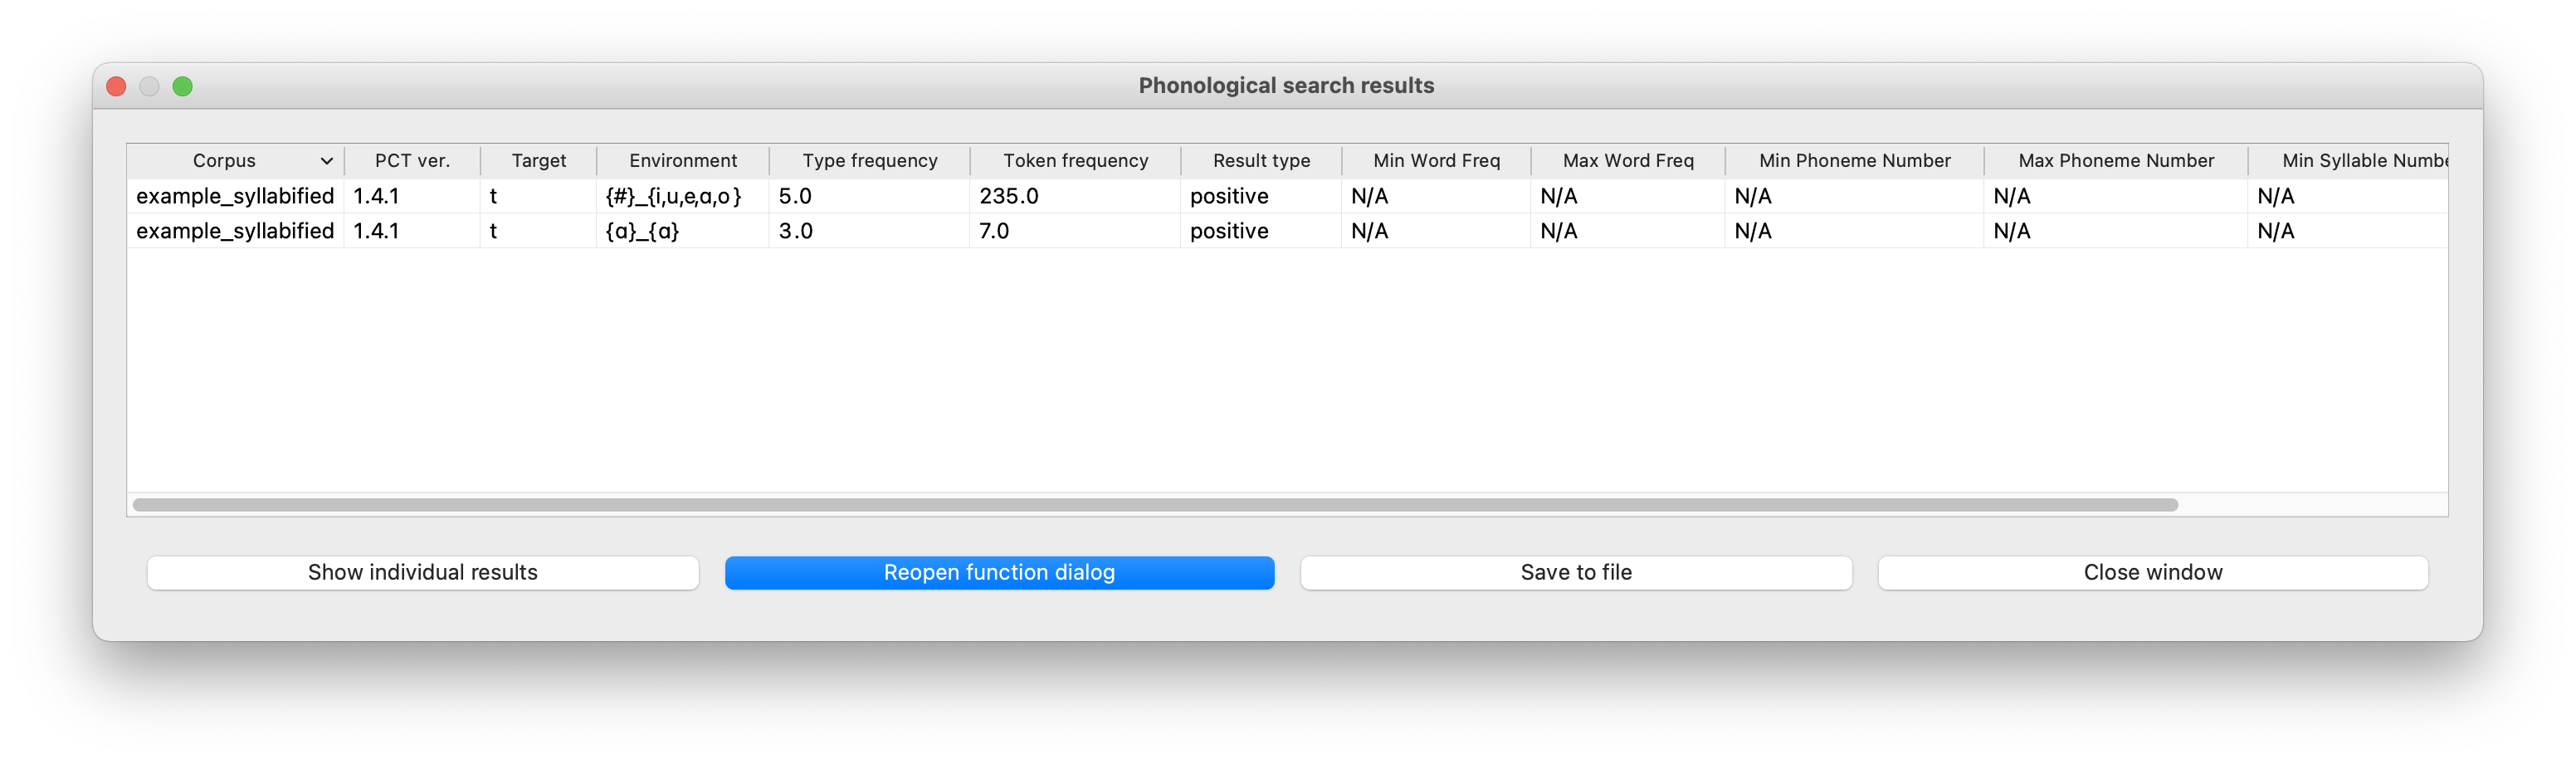 Phonological search results
Corpus PCT ver. Target Environment Type frequency Token frequency Result type Min Word Freq Max Word Freq Min Phoneme Number Max Phoneme Number Min Syllable Numbe
example_syllabified 1.4.1 t {#}_{i,u,e,ɑ,o} 5.0 235.0 positive N/A N/A N/A N/A N/A
example_syllabified 1.4.1 t {ɑ}_{ɑ} 3.0 7.0 positive N/A N/A N/A N/A N/A
Show individual results Reopen function dialog Save to file Close window